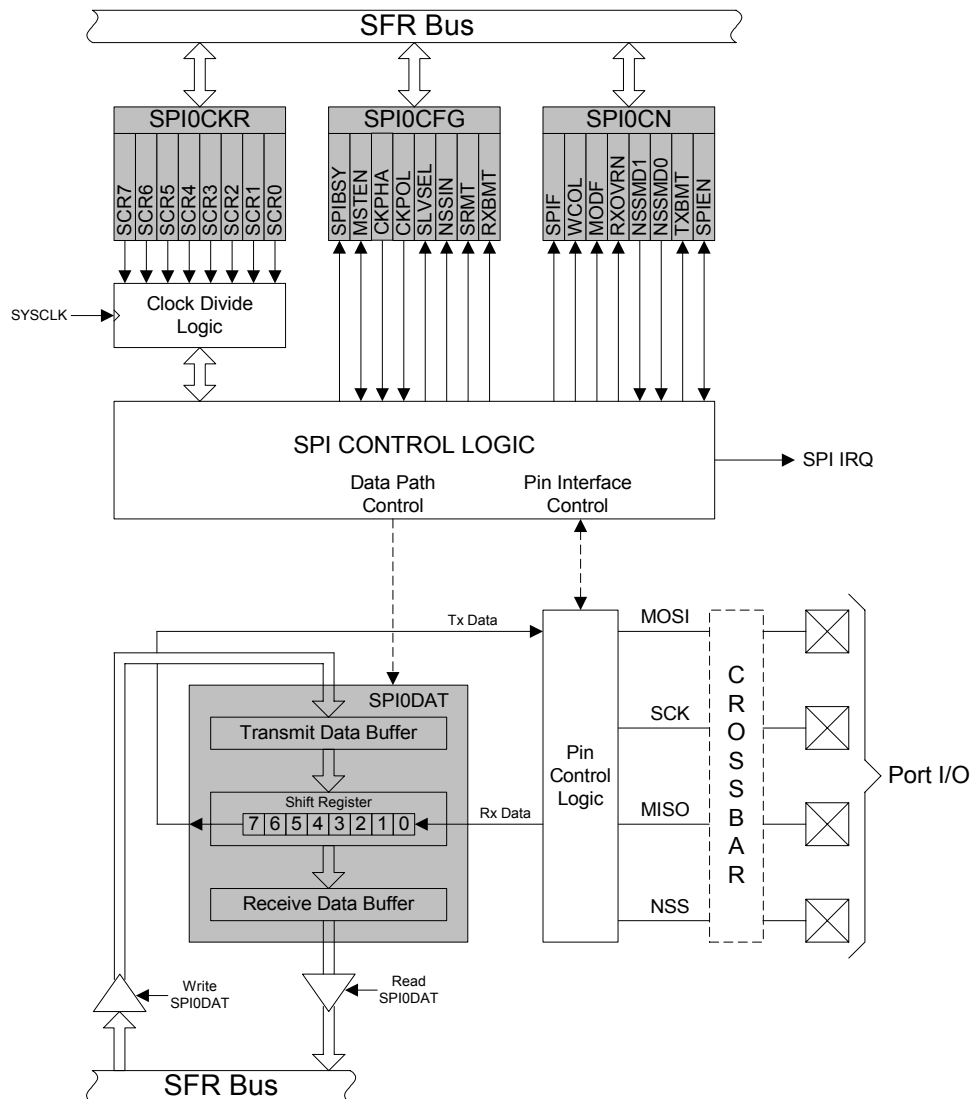 SFR Bus
SPI0CKR
SCR7
SCR6
SCR5
SCR4
SCR3
SCR2
SCR1
SCR0
SPI0CFG
SPIBSY
MSTEN
CKPHA
CKPOL
SLVSEL
NSSIN
SRMT
RXBMT
SPI0CN
SPIF
WCOL
MODF
RXOVRN
NSSMD1
NSSMD0
TXBMT
SPIEN
SYSCLK
Clock Divide
Logic
SPI CONTROL LOGIC
Data Path
Control
Pin Interface
Control
SPI IRQ
Tx Data
SPI0DAT
Transmit Data Buffer
Shift Register
7 6 5 4 3 2 1 0
Rx Data
Receive Data Buffer
Pin
Control
Logic
MOSI
SCK
MISO
NSS
CROSSBAR
Port I/O
Write
SPI0DAT
Read
SPI0DAT
SFR Bus